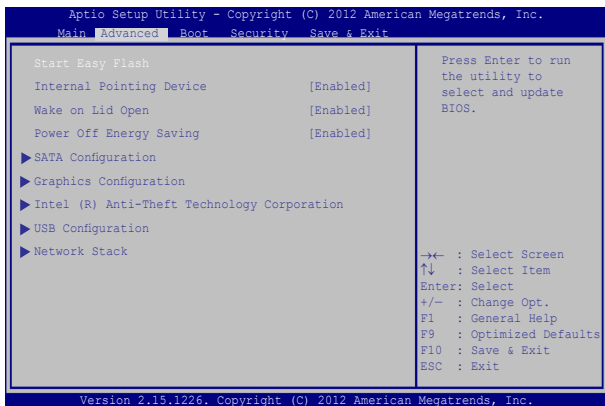 Aptio Setup Utility - Copyright (C) 2012 American Megatrends, Inc.
Main Advanced Boot Security Save & Exit
Start Easy Flash
Internal Pointing Device [Enabled]
Wake on Lid Open [Enabled]
Power Off Energy Saving [Enabled]
SATA Configuration
Graphics Configuration
Intel (R) Anti-Theft Technology Corporation
USB Configuration
Network Stack
Press Enter to run
the utility to
select and update
BIOS.
→← : Select Screen
↑↓ : Select Item
Enter: Select
+/— : Change Opt.
F1 : General Help
F9 : Optimized Defaults
F10 : Save & Exit
ESC : Exit
Version 2.15.1226. Copyright (C) 2012 American Megatrends, Inc.